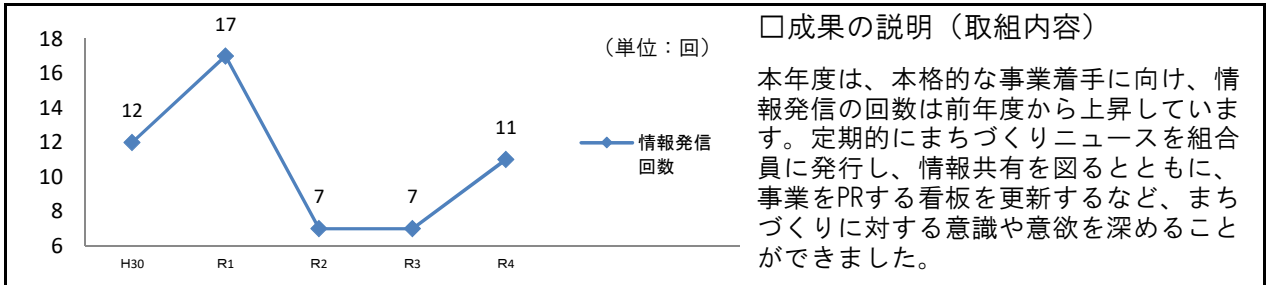 18
16
14
12
10
8
6
12
17
7
7
11
H30
R1
R2
R3
R4
(単位：回)
情報発信
回数
□成果の説明（取組内容）
本年度は、本格的な事業着手に向け、情
報発信の回数は前年度から上昇していま
す。定期的にまちづくりニュースを組合
員に発行し、情報共有を図るとともに、
事業をPRする看板を更新するなど、まち
づくりに対する意識や意欲を深めること
ができました。